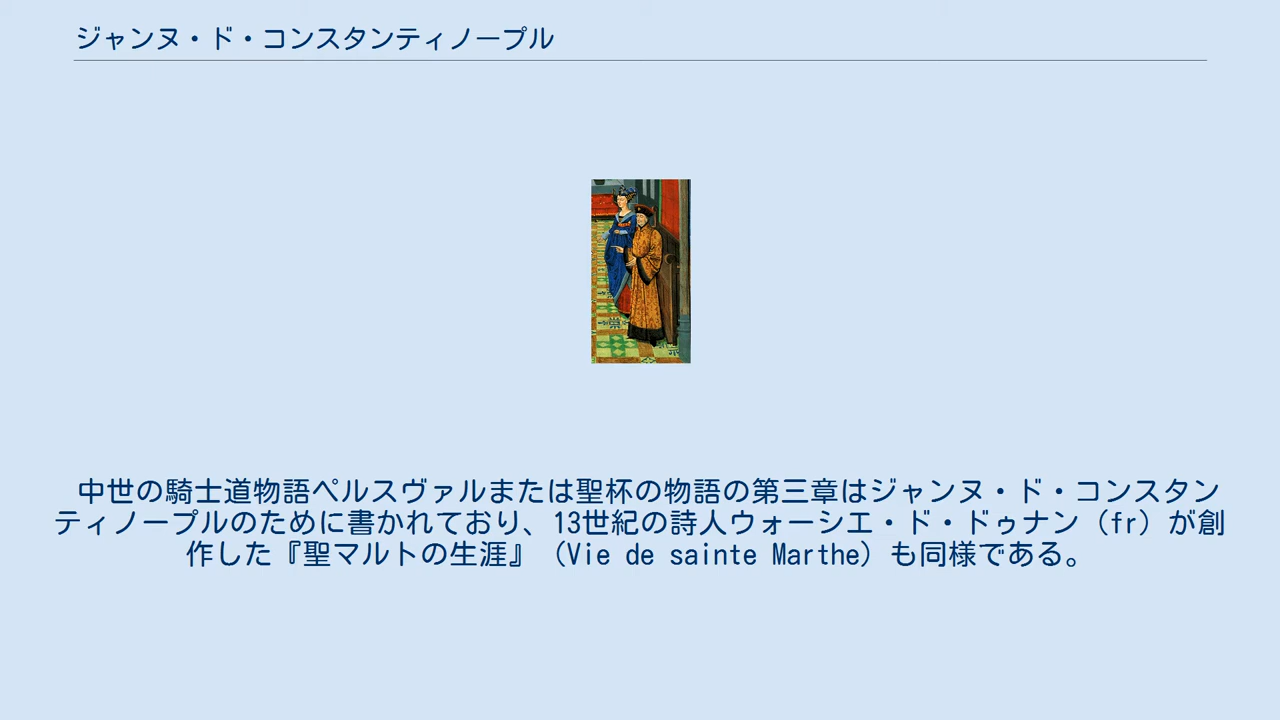 ジャンヌ・ド・コンスタンティノープル
中世の騎士道物語ペルスヴァルまたは聖杯の物語の第三章はジャンヌ・ド・コンスタン
ティノープルのために書かれており、13世紀の詩人ウォーシエ・ド・ドゥナン（fr）が創
作した『聖マルトの生涯』（Vie de sainte Marthe）も同様である。